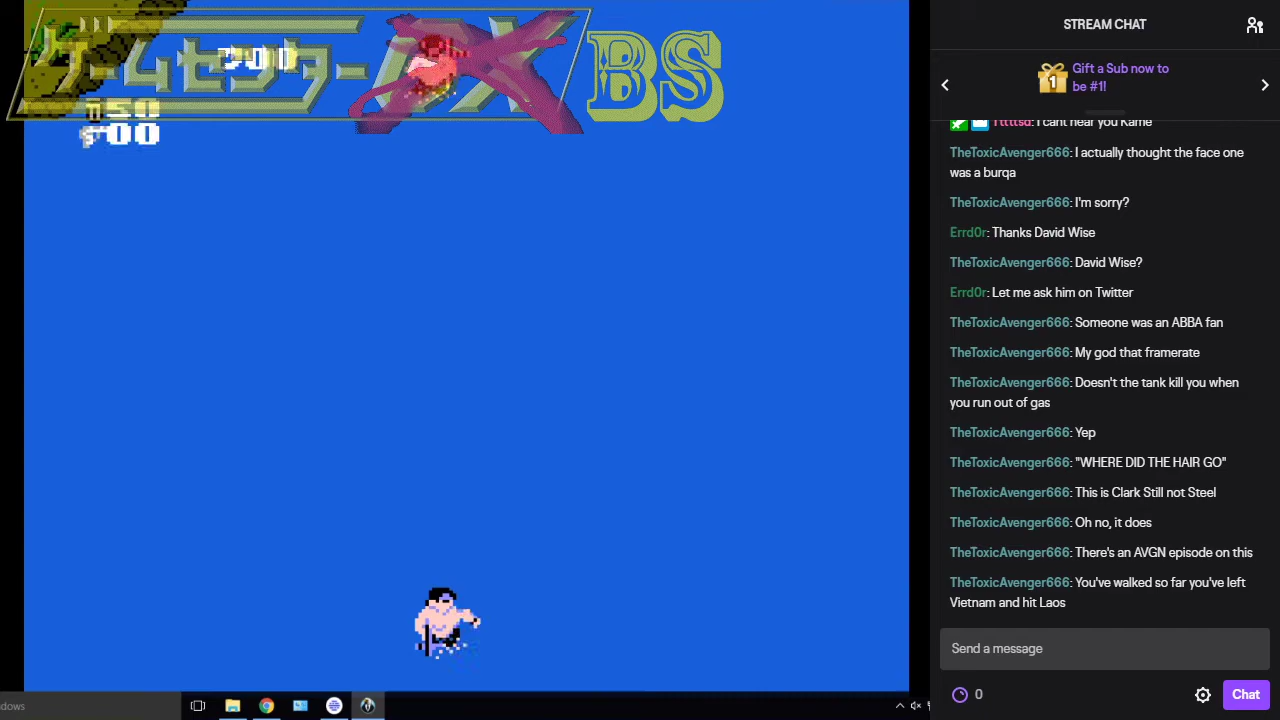 ゲームセンター
BS
50
00
STREAM CHAT
Gift a Sub now to
be #1!
1
Tttttsd: I cant hear you Kame
TheToxicAvenger666: I actually thought the face one
was a burqa
TheToxicAvenger666: I'm sorry?
Errd0r: Thanks David Wise
TheToxicAvenger666: David Wise?
Errd0r: Let me ask him on Twitter
TheToxicAvenger666: Someone was an ABBA fan
TheToxicAvenger666: My god that framerate
TheToxicAvenger666: Doesn't the tank kill you when
you run out of gas
TheToxicAvenger666: Yep
TheToxicAvenger666: "WHERE DID THE HAIR GO"
TheToxicAvenger666: This is Clark Still not Steel
TheToxicAvenger666: Oh no, it does
TheToxicAvenger666: There's an AVGN episode on this
TheToxicAvenger666: You've walked so far you've left
Vietnam and hit Laos
Send a message
0
Chat
dows